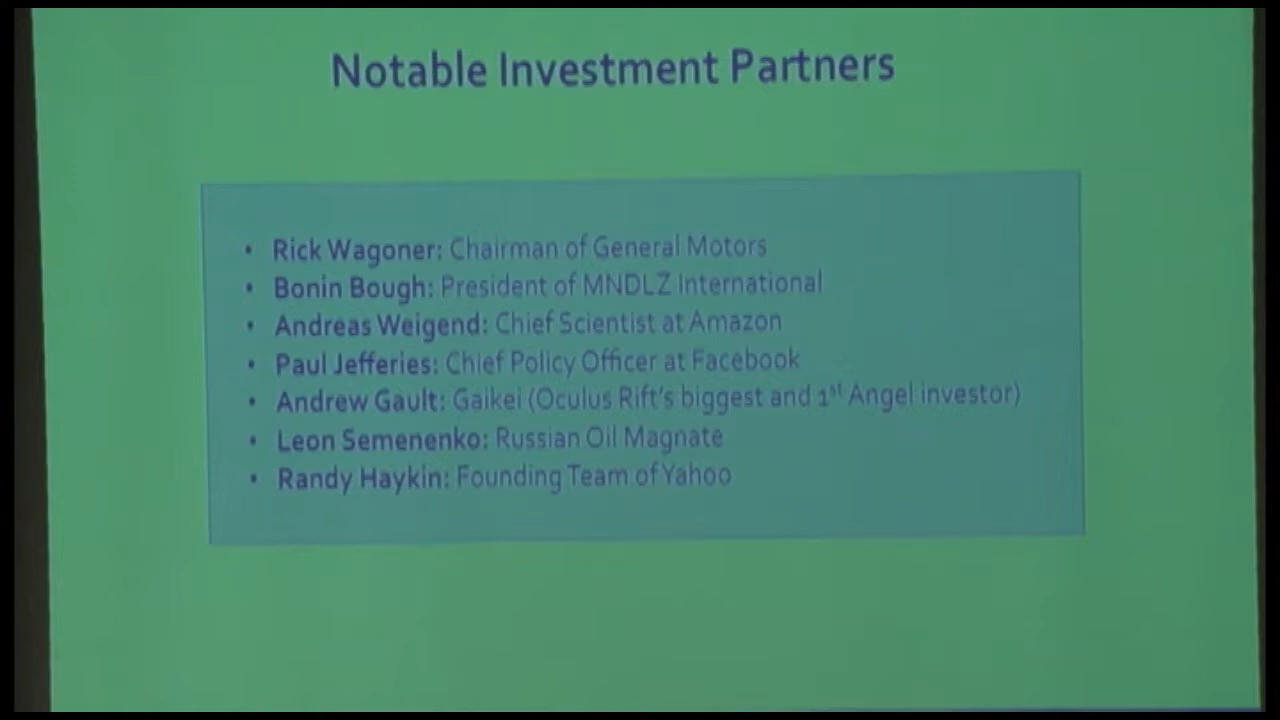 Notable Investment Partners
• Rick Wagoner: Chairman of General Motors
• Bonin Bough: President of MNDLZ International
• Andreas Weigend: Chief Scientist at Amazon
• Paul Jefferies: Chief Policy Officer at Facebook
• Andrew Gault: Gaikei (Oculus Rift's biggest and 1st Angel investor)
• Leon Semenenko: Russian Oil Magnate
• Randy Haykin: Founding Team of Yahoo